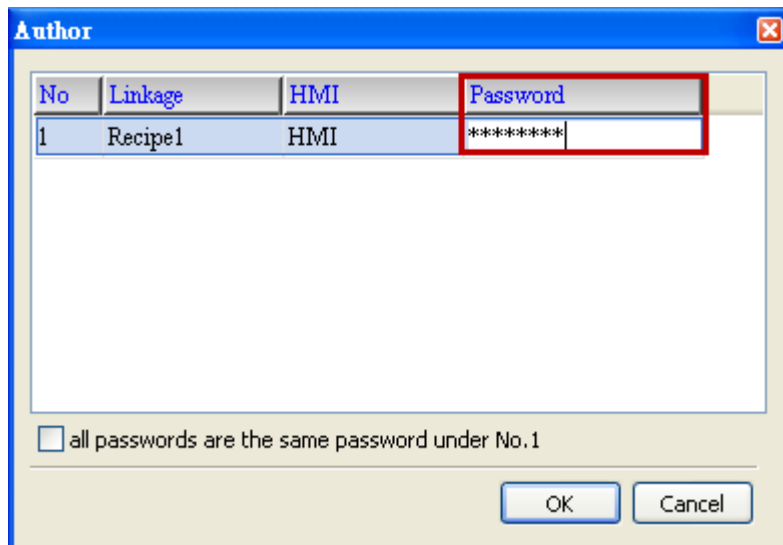 Author
No Linkage HMI Password
1 Recipe1 HMI ********
all passwords are the same password under No.1
OK Cancel